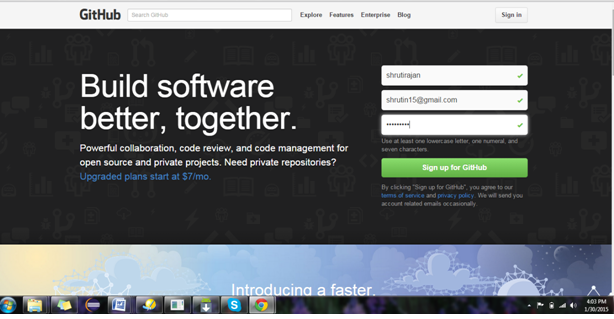 GitHub
Search GitHub
Explore Features Enterprise Blog
Sign in
Build software
better, together.
Powerful collaboration, code review, and code management for
open source and private projects. Need private repositories?
Upgraded plans start at $7/mo.
shrutirajan
shrutin15@gmail.com
•••••••••
Use at least one lowercase letter, one numeral, and
seven characters.
Sign up for GitHub
By clicking "Sign up for GitHub", you agree to our
terms of service and privacy policy. We will send you
account related emails occasionally.
Introducing a faster,
4:03 PM
1/30/2015